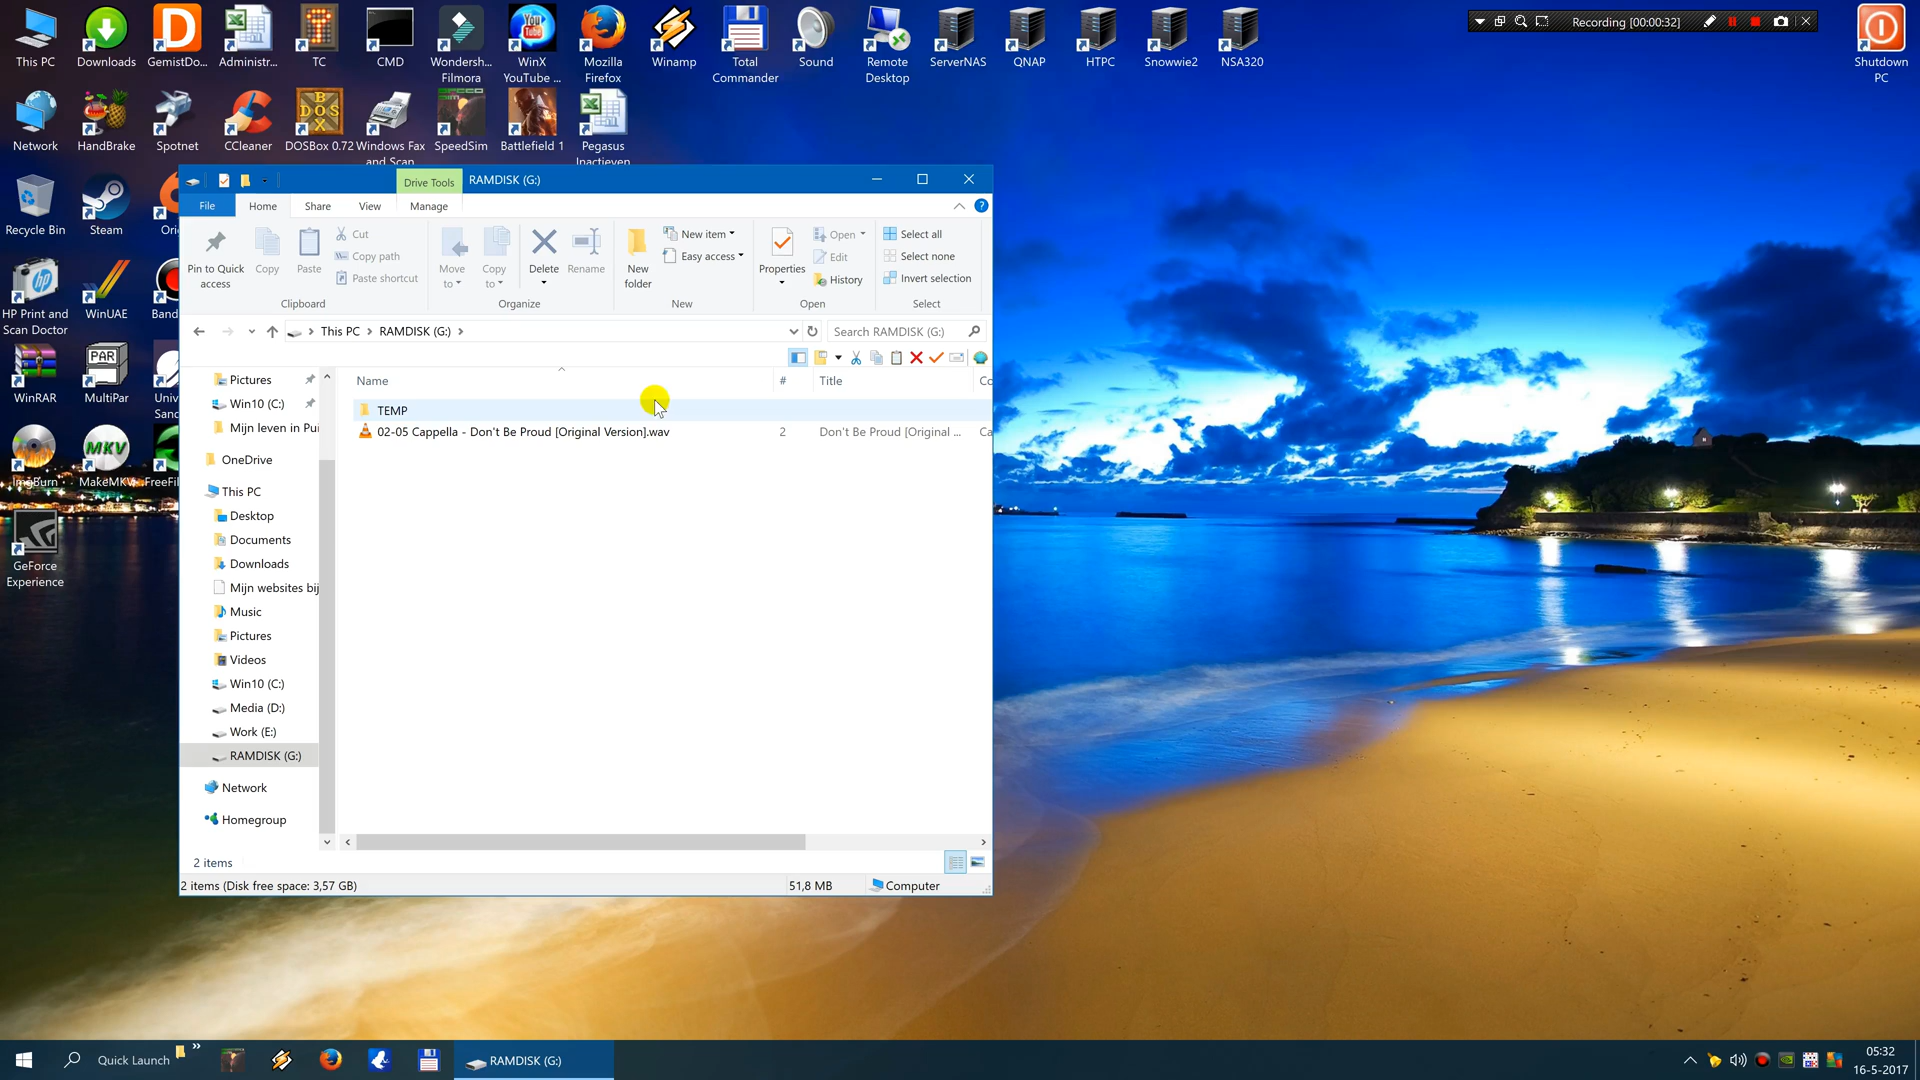 This PC
Downloads
GemistDo...
Administr...
TC
CMD
Wondersh...
Filmora
WinX
YouTube ...
Mozilla
Firefox
Winamp
Total
Commander
Sound
Remote
Desktop
ServerNAS
QNAP
HTPC
Snowwie2
NSA320
Recording [00:00:32]
Shutdown
PC
Network
HandBrake
Spotnet
CCleaner
DOSBox 0.72
Windows Fax
and Scan
SpeedSim
Battlefield 1
Pegasus
Inactieven
Recycle Bin
Steam
Ori
HP Print and
Scan Doctor
WinUAE
Band
WinRAR
MultiPar
Univ
Sand
ImgBurn
MakeMKV
FreeFil
GeForce
Experience
Drive Tools
RAMDISK (G:)
File
Home
Share
View
Manage
Pin to Quick
access
Copy
Paste
Cut
Copy path
Paste shortcut
Clipboard
Move
to
Copy
to
Delete
Rename
Organize
New
folder
New item
Easy access
New
Properties
Open
Edit
History
Open
Select all
Select none
Invert selection
Select
This PC
RAMDISK (G:)
Search RAMDISK (G:)
Name
#
Title
Co
TEMP
02-05 Cappella - Don't Be Proud [Original Version].wav
2
Don't Be Proud [Original ...
Ca
Pictures
Win10 (C:)
Mijn leven in Pui
OneDrive
This PC
Desktop
Documents
Downloads
Mijn websites bij
Music
Pictures
Videos
Win10 (C:)
Media (D:)
Work (E:)
RAMDISK (G:)
Network
Homegroup
2 items
2 items (Disk free space: 3,57 GB)
51,8 MB
Computer
Quick Launch
RAMDISK (G:)
05:32
16-5-2017